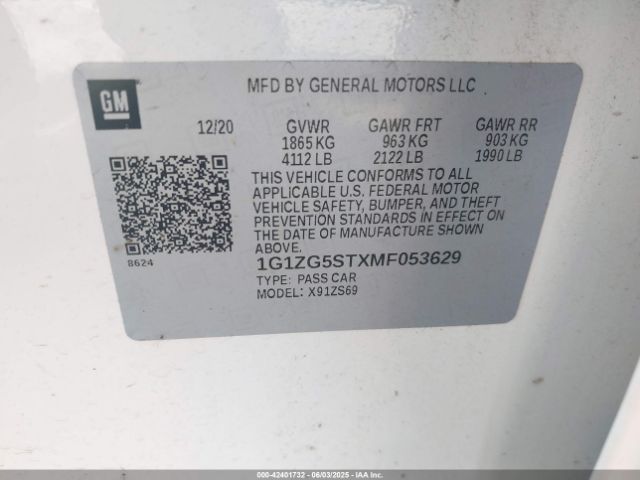 GM
MFD BY GENERAL MOTORS LLC
12/20 GVWR GAWR FRT GAWR RR
1865 KG 963 KG 903 KG
4112 LB 2122 LB 1990 LB
THIS VEHICLE CONFORMS TO ALL
APPLICABLE U.S. FEDERAL MOTOR
VEHICLE SAFETY, BUMPER, AND THEFT
PREVENTION STANDARDS IN EFFECT ON
THE DATE OF MANUFACTURE SHOWN
ABOVE.
8624
1G1ZG5STXMF053629
TYPE: PASS CAR
MODEL: X91ZS69
000-42401732 - 06/03/2025 - IAAI.COM